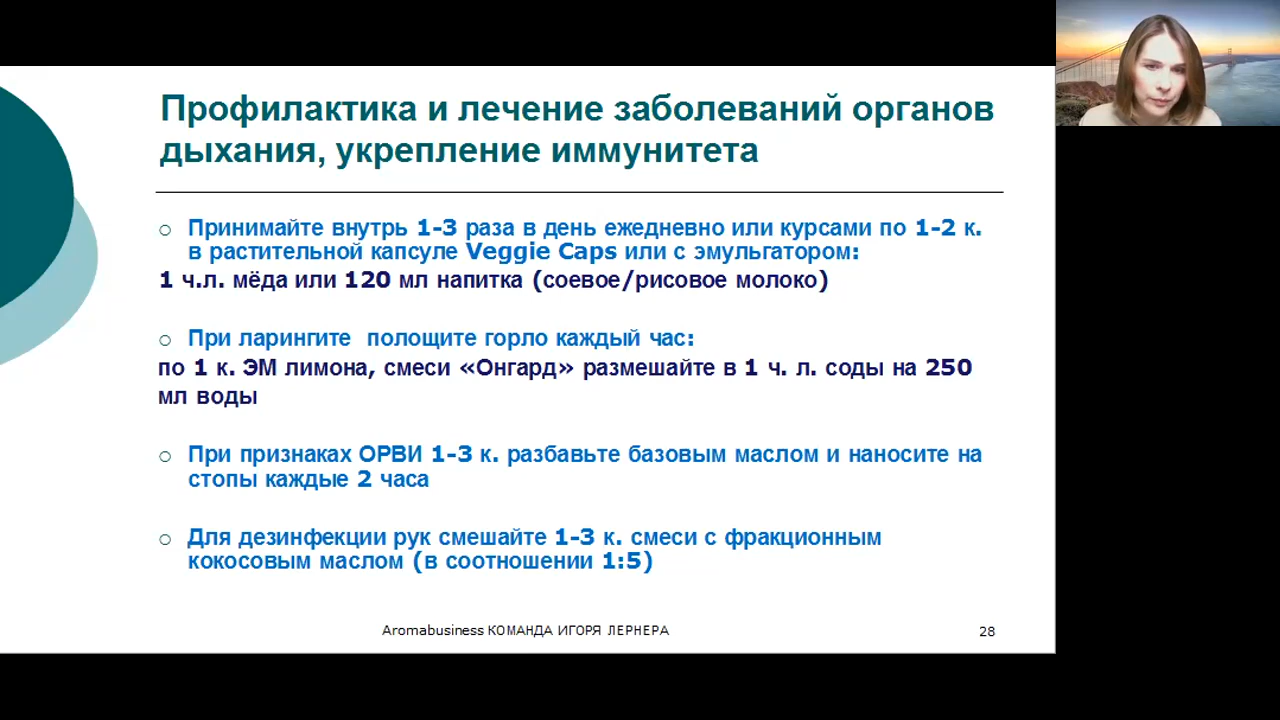 Профилактика и лечение заболеваний органов
дыхания, укрепление иммунитета
Принимайте внутрь 1-3 раза в день ежедневно или курсами по 1-2 к.
в растительной капсуле Veggie Caps или с эмульгатором:
1 ч.л. мёда или 120 мл напитка (соевое/рисовое молоко)
При ларингите полощите горло каждый час:
по 1 к. ЭМ лимона, смеси «Онгард» размешайте в 1 ч. л. соды на 250
мл воды
При признаках ОРВИ 1-3 к. разбавьте базовым маслом и наносите на
стопы каждые 2 часа
Для дезинфекции рук смешайте 1-3 к. смеси с фракционным
кокосовым маслом (в соотношении 1:5)
Aromabusiness КОМАНДА ИГОРЯ ЛЕРНЕРА
28